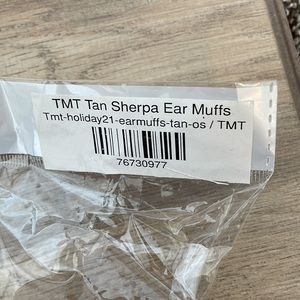 TMT Tan Sherpa Ear Muffs
Tmt-holiday21-earmuffs-tan-os / TMT
76730977